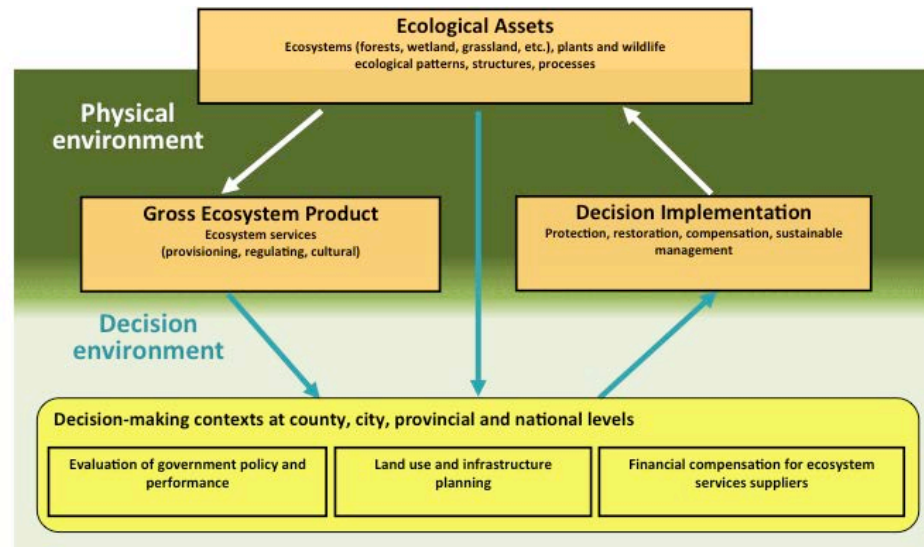 Ecological Assets
Ecosystems (forests, wetland, grassland, etc.), plants and wildlife
ecological patterns, structures, processes
Physical
environment
Gross Ecosystem Product
Ecosystem services
(provisioning, regulating, cultural)
Decision Implementation
Protection, restoration, compensation, sustainable
management
Decision
environment
Decision-making contexts at county, city, provincial and national levels
Evaluation of government policy and
performance
Land use and infrastructure
planning
Financial compensation for ecosystem
services suppliers